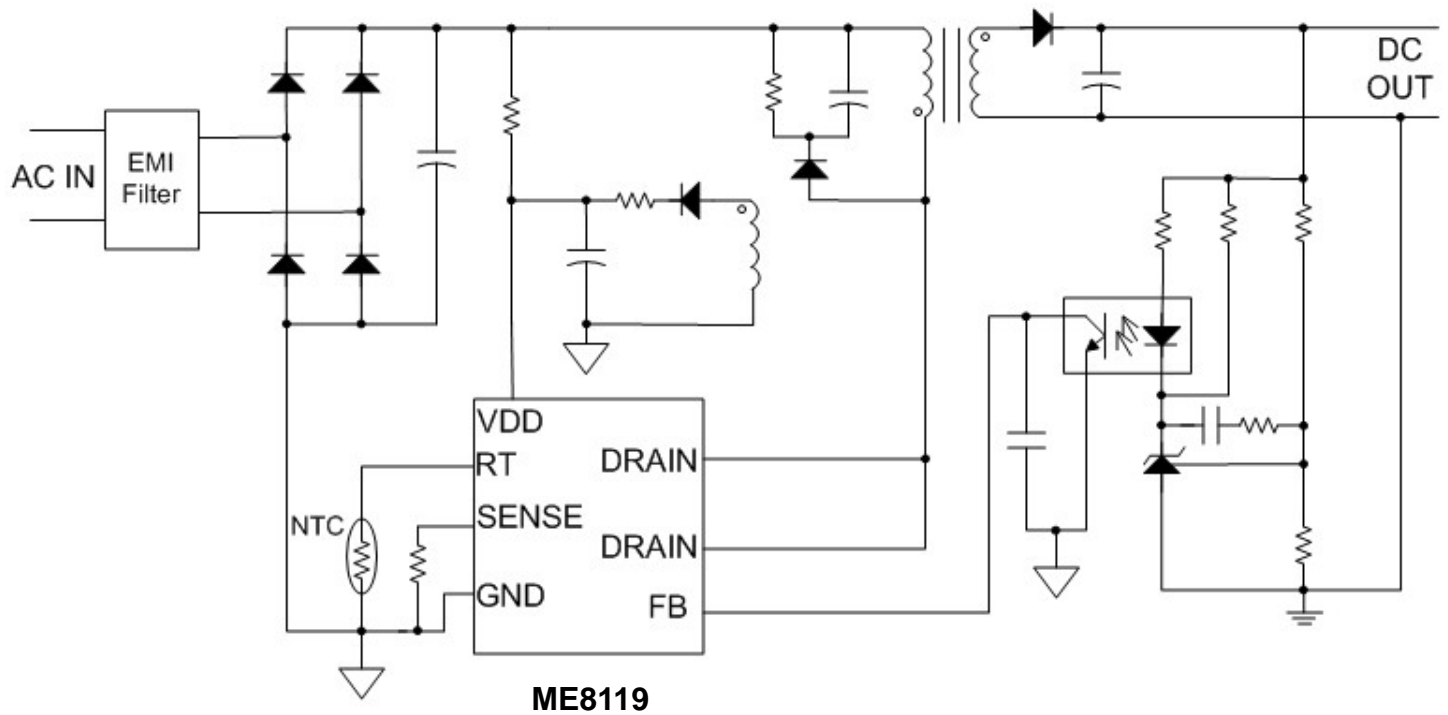 DC
OUT
AC IN
EMI
Filter
VDD
RT
DRAIN
NTC
SENSE
DRAIN
GND
FB
ME8119